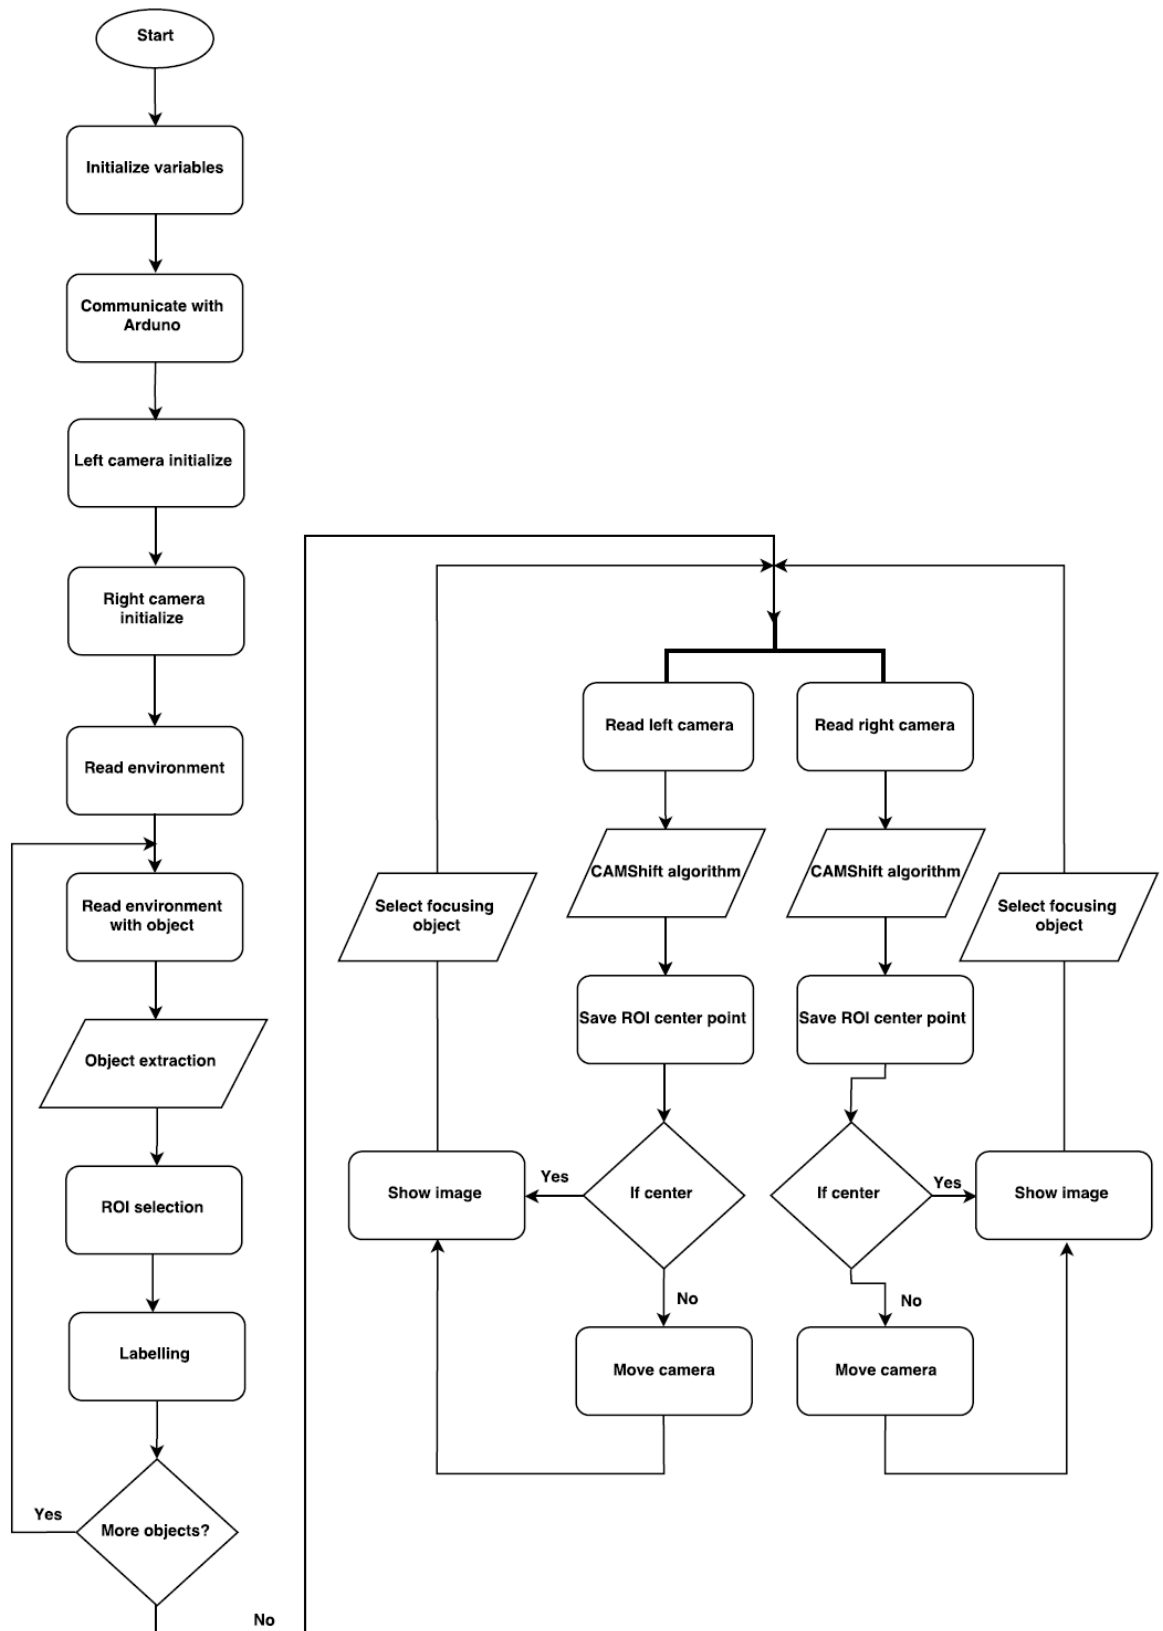 Start
Initialize variables
Communicate with
Arduno
Left camera initialize
Right camera
initialize
Read environment
Read environment
with object
Object extraction
ROI selection
Labelling
More objects?
Yes
No
Read left camera
CAMShift algorithm
Save ROI center point
If center
Yes
No
Show image
Move camera
Select focusing
object
Read right camera
CAMShift algorithm
Save ROI center point
If center
Yes
No
Show image
Move camera
Select focusing
object